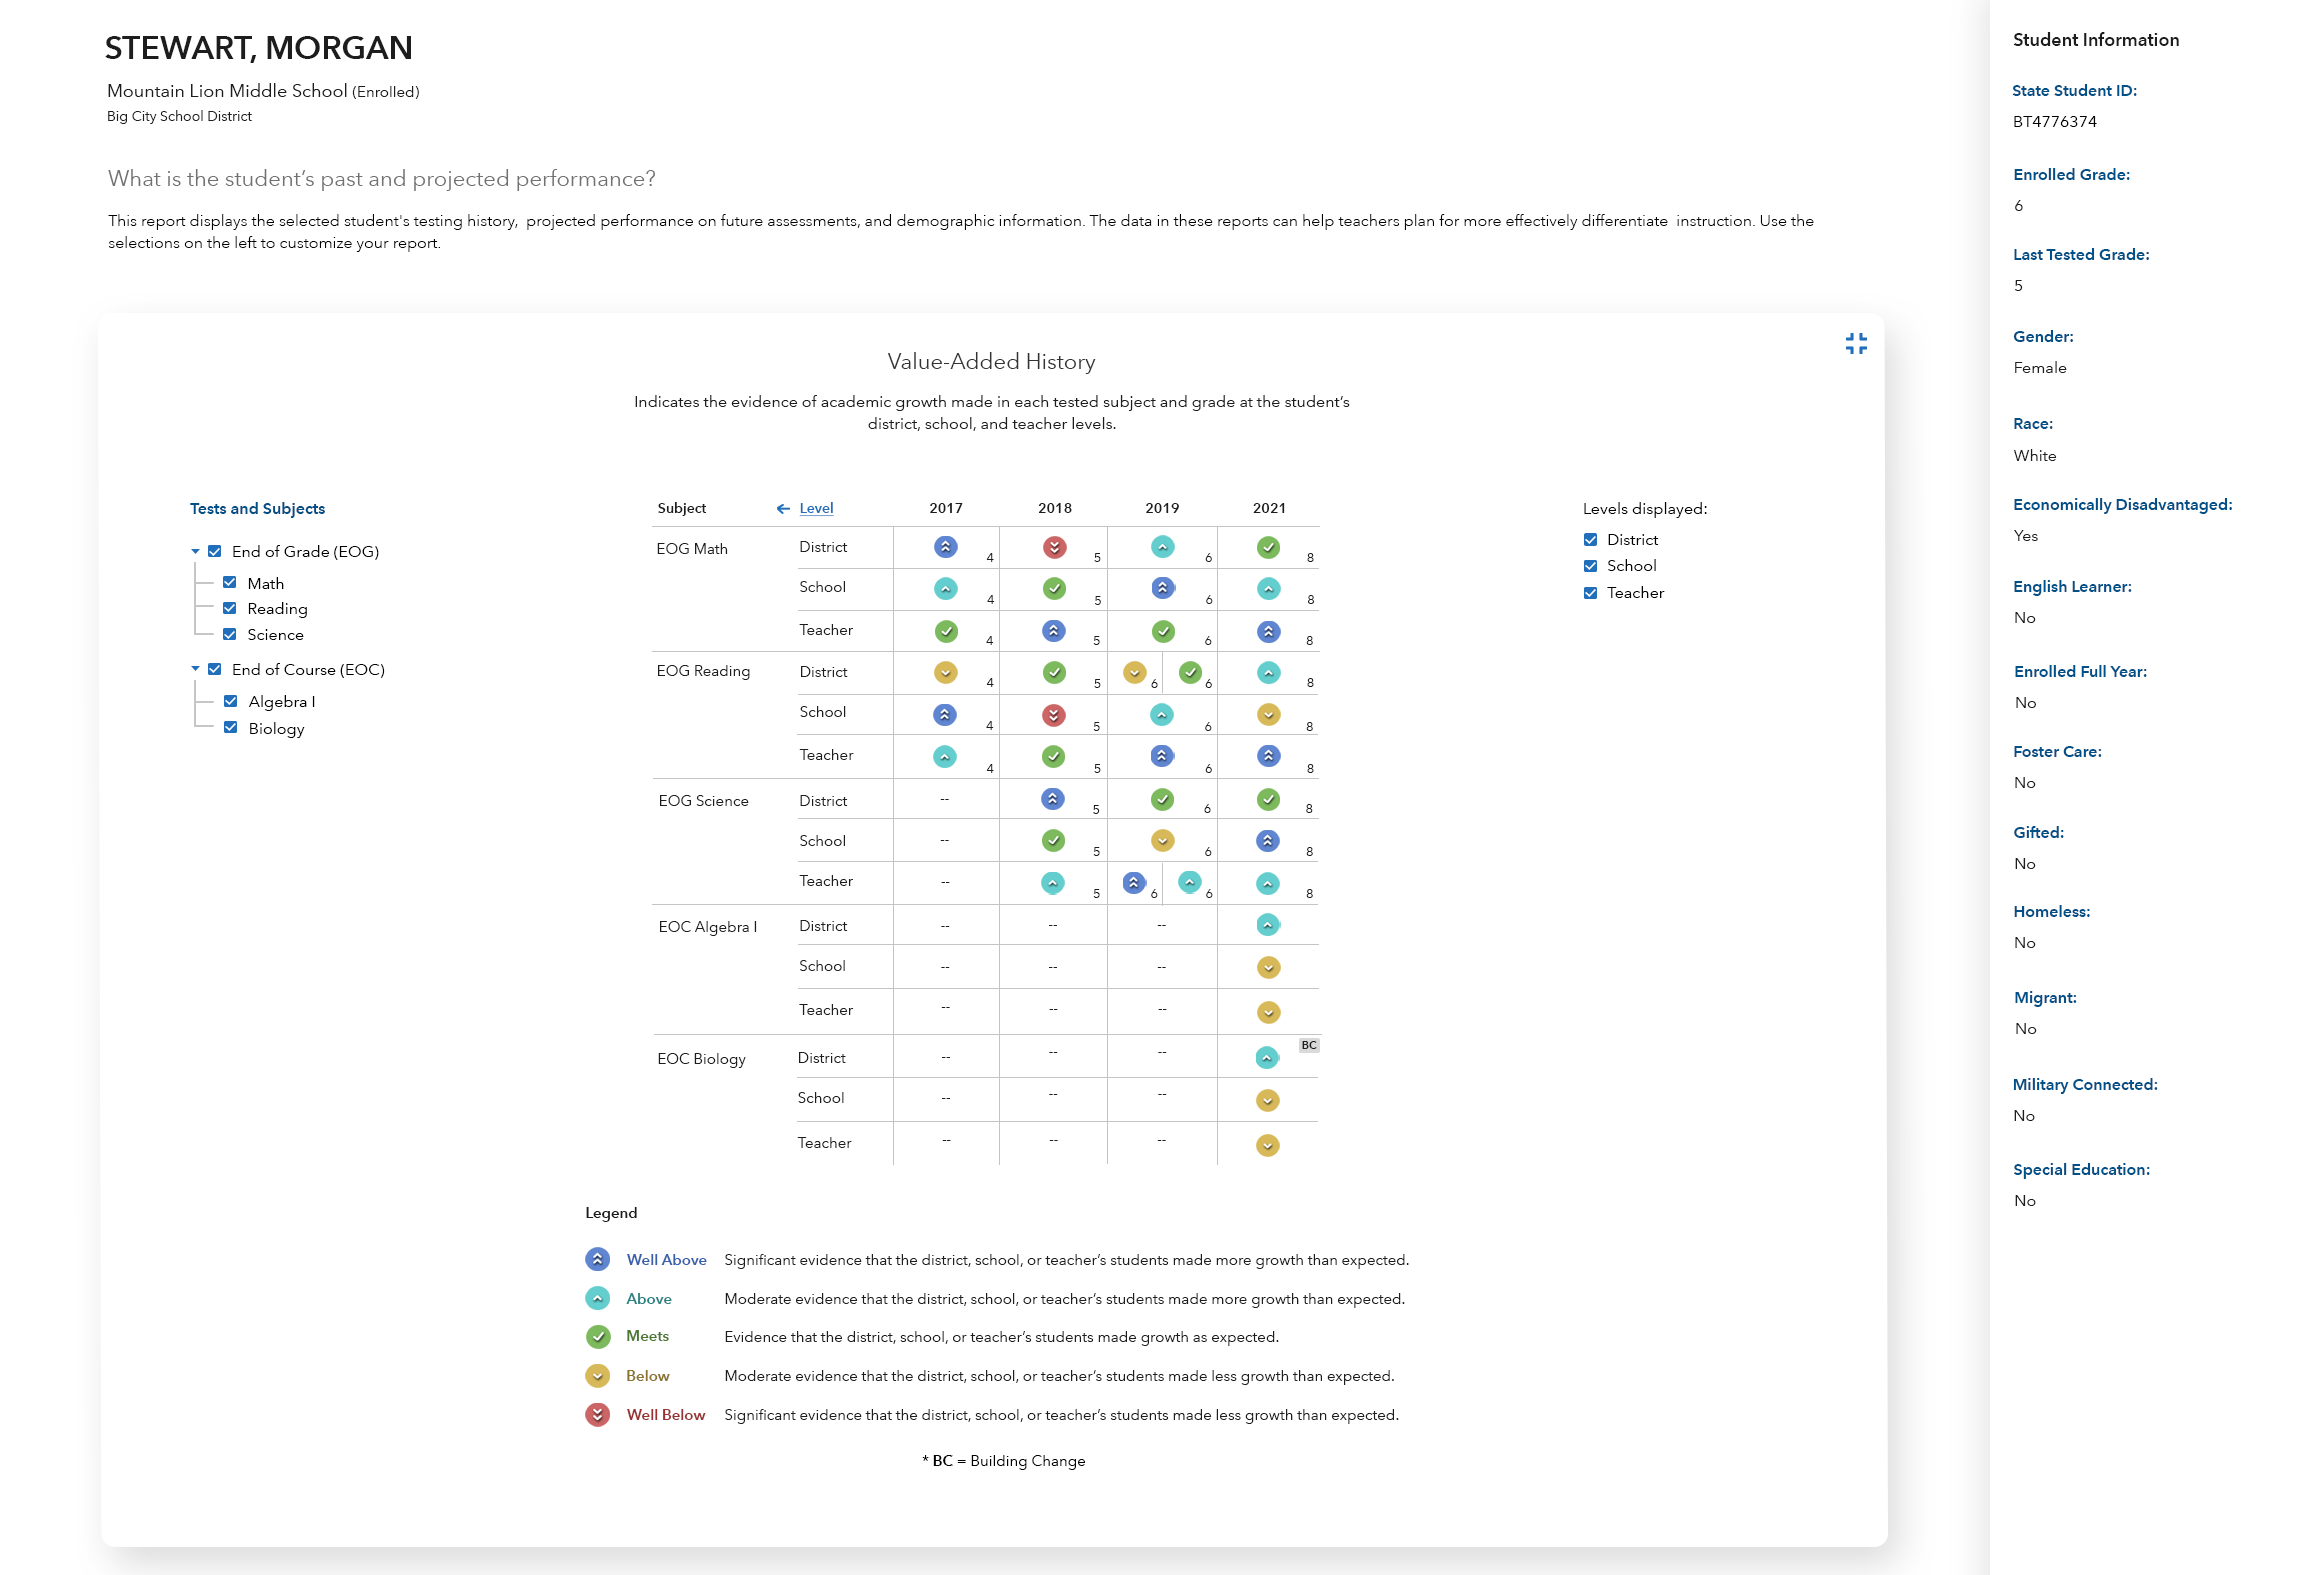 STEWART, MORGAN
Mountain Lion Middle School (Enrolled)
Big City School District
What is the student’s past and projected performance?
This report displays the selected student's testing history,  projected performance on future assessments, and demographic information. The data in these reports can help teachers plan for more effectively differentiate  instruction. Use the
selections on the left to customize your report.
Value-Added History
Indicates the evidence of academic growth made in each tested subject and grade at the student’s
district, school, and teacher levels.
Tests and Subjects
End of Grade (EOG)
Math
Reading
Science
End of Course (EOC)
Algebra I
Biology
Subject Level 2017 2018 2019 2021
EOG Math District 4 5 6 8
School 4 5 6 8
Teacher 4 5 6 8
EOG Reading District 4 5 6 6 8
School 4 5 6 8
Teacher 4 5 6 8
EOG Science District -- 5 6 8
School -- 5 6 8
Teacher -- 5 6 6 8
EOC Algebra I District -- -- --
School -- -- --
Teacher -- -- --
EOC Biology District -- -- -- BC
School -- -- --
Teacher -- -- --
Levels displayed:
District
School
Teacher
Legend
Well Above Significant evidence that the district, school, or teacher’s students made more growth than expected.
Above Moderate evidence that the district, school, or teacher’s students made more growth than expected.
Meets Evidence that the district, school, or teacher’s students made growth as expected.
Below Moderate evidence that the district, school, or teacher’s students made less growth than expected.
Well Below Significant evidence that the district, school, or teacher’s students made less growth than expected.
* BC = Building Change
Student Information
State Student ID:
BT4776374
Enrolled Grade:
6
Last Tested Grade:
5
Gender:
Female
Race:
White
Economically Disadvantaged:
Yes
English Learner:
No
Enrolled Full Year:
No
Foster Care:
No
Gifted:
No
Homeless:
No
Migrant:
No
Military Connected:
No
Special Education:
No